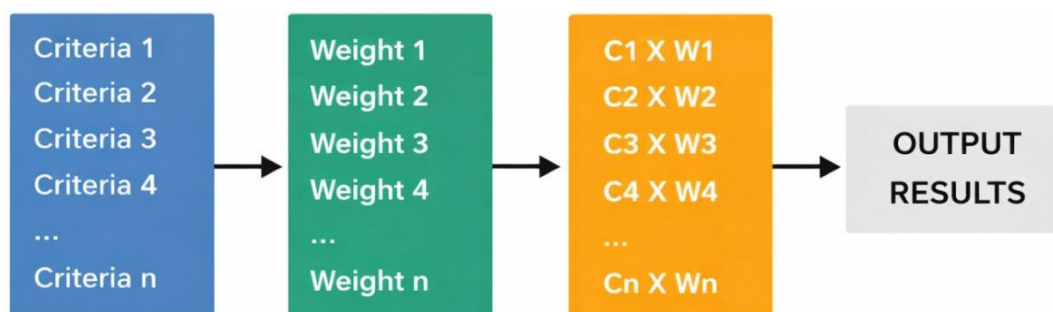 Criteria 1
Criteria 2
Criteria 3
Criteria 4
...
Criteria n
Weight 1
Weight 2
Weight 3
Weight 4
...
Weight n
C1 X W1
C2 X W2
C3 X W3
C4 X W4
...
Cn X Wn
OUTPUT
RESULTS